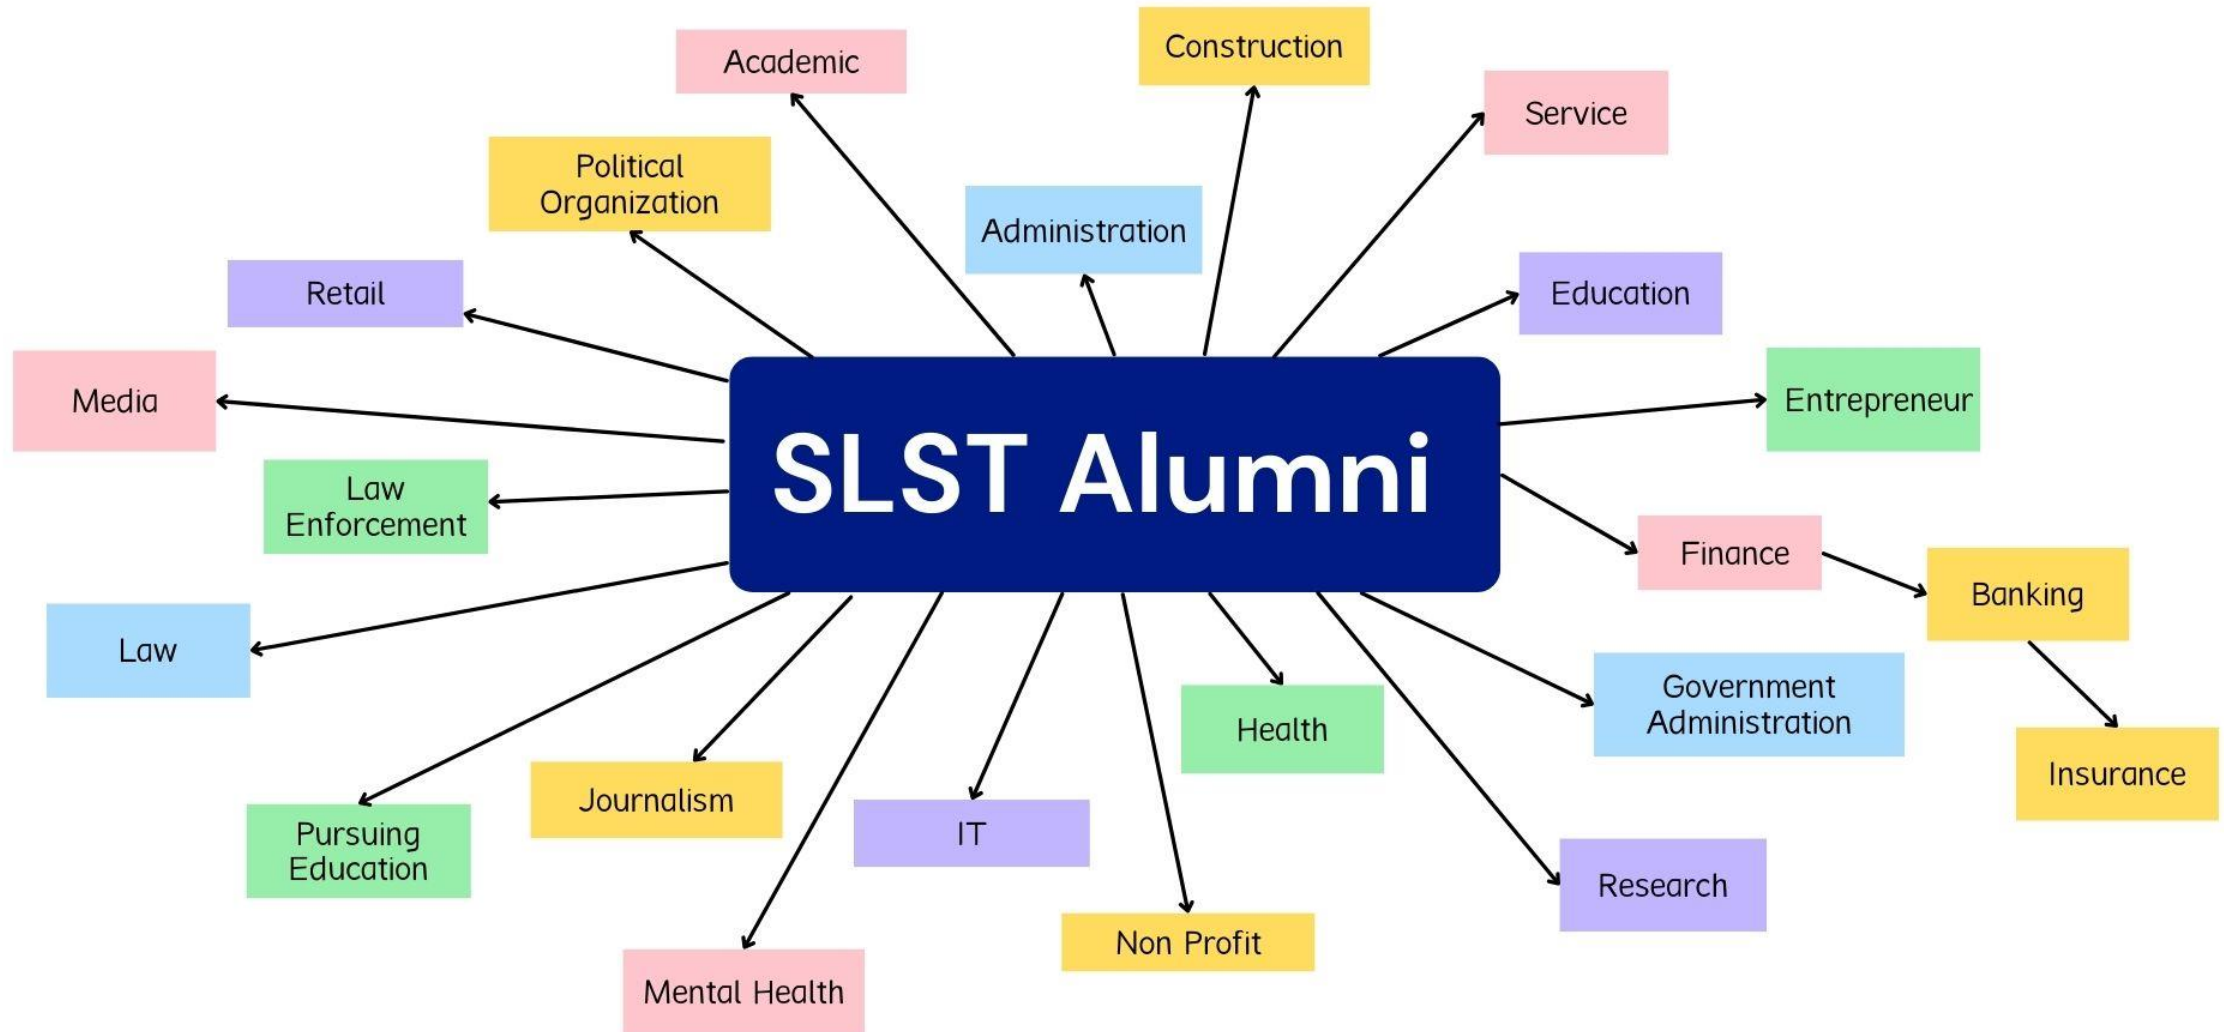 Construction
Academic
Service
Political
Organization
Administration
Retail
Education
Media
Entrepreneur
SLST Alumni
Law
Enforcement
Finance
Banking
Law
Government
Administration
Health
Insurance
Journalism
IT
Pursuing
Education
Research
Non Profit
Mental Health